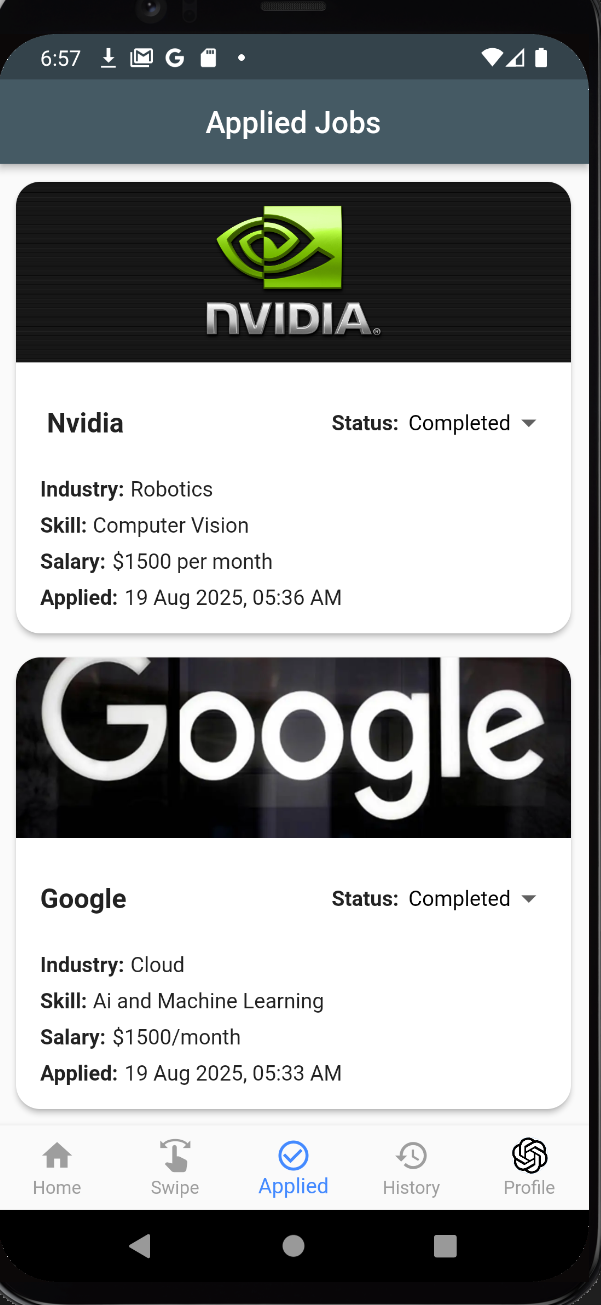 6:57
Applied Jobs
NVIDIA®
Nvidia Status: Completed
Industry: Robotics
Skill: Computer Vision
Salary: $1500 per month
Applied: 19 Aug 2025, 05:36 AM
Google
Google Status: Completed
Industry: Cloud
Skill: Ai and Machine Learning
Salary: $1500/month
Applied: 19 Aug 2025, 05:33 AM
Home Swipe Applied History Profile